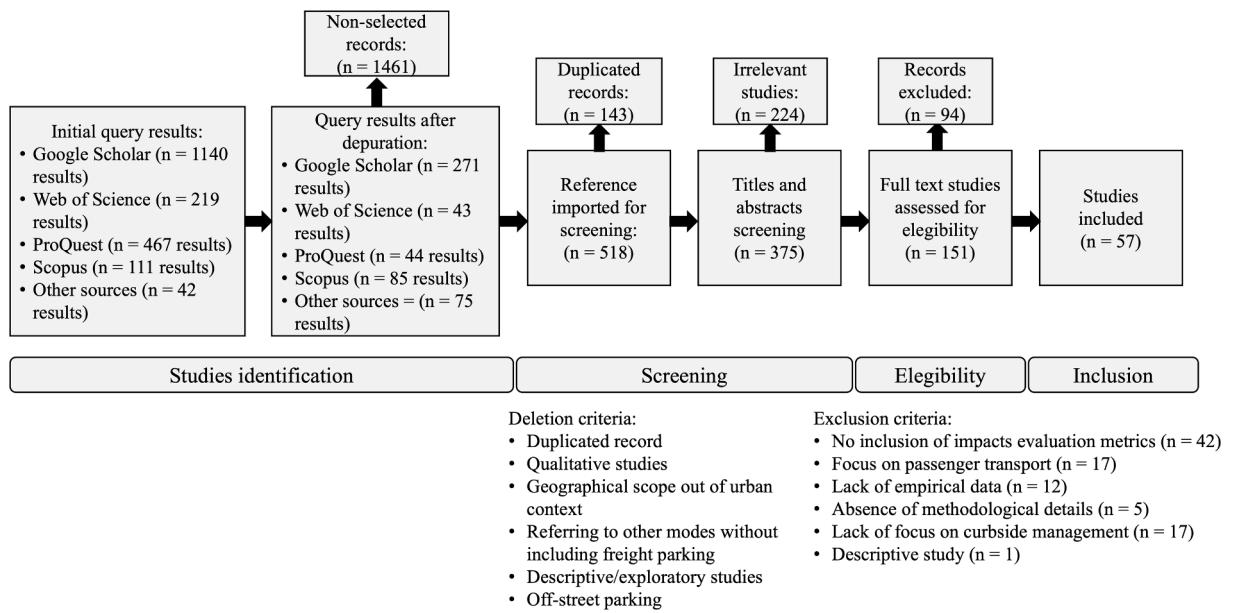 Non-selected
records:
(n = 1461)
Duplicated
records:
(n = 143)
Irrelevant
studies:
(n = 224)
Records
excluded:
(n = 94)
Initial query results:
• Google Scholar (n = 1140
results)
• Web of Science (n = 219
results)
• ProQuest (n = 467 results)
• Scopus (n = 111 results)
• Other sources (n = 42
results)
Query results after
depuration:
• Google Scholar (n = 271
results)
• Web of Science (n = 43
results)
• ProQuest (n = 44 results)
• Scopus (n = 85 results)
• Other sources = (n = 75
results)
Reference
imported for
screening:
(n = 518)
Titles and
abstracts
screening
(n = 375)
Full text studies
assessed for
elegibility
(n = 151)
Studies
included
(n = 57)
Studies identification
Screening
Elegibility
Inclusion
Deletion criteria:
• Duplicated record
• Qualitative studies
• Geographical scope out of urban
context
• Referring to other modes without
including freight parking
• Descriptive/exploratory studies
• Off-street parking
Exclusion criteria:
• No inclusion of impacts evaluation metrics (n = 42)
• Focus on passenger transport (n = 17)
• Lack of empirical data (n = 12)
• Absence of methodological details (n = 5)
• Lack of focus on curbside management (n = 17)
• Descriptive study (n = 1)